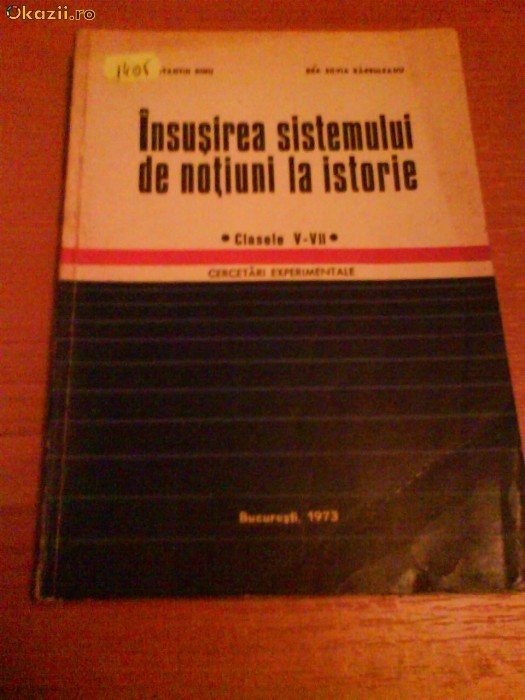 Okazii.ro
1405
Însușirea sistemului
de noțiuni la istorie
• Clasele V-VII •
CERCETĂRI EXPERIMENTALE
București, 1973